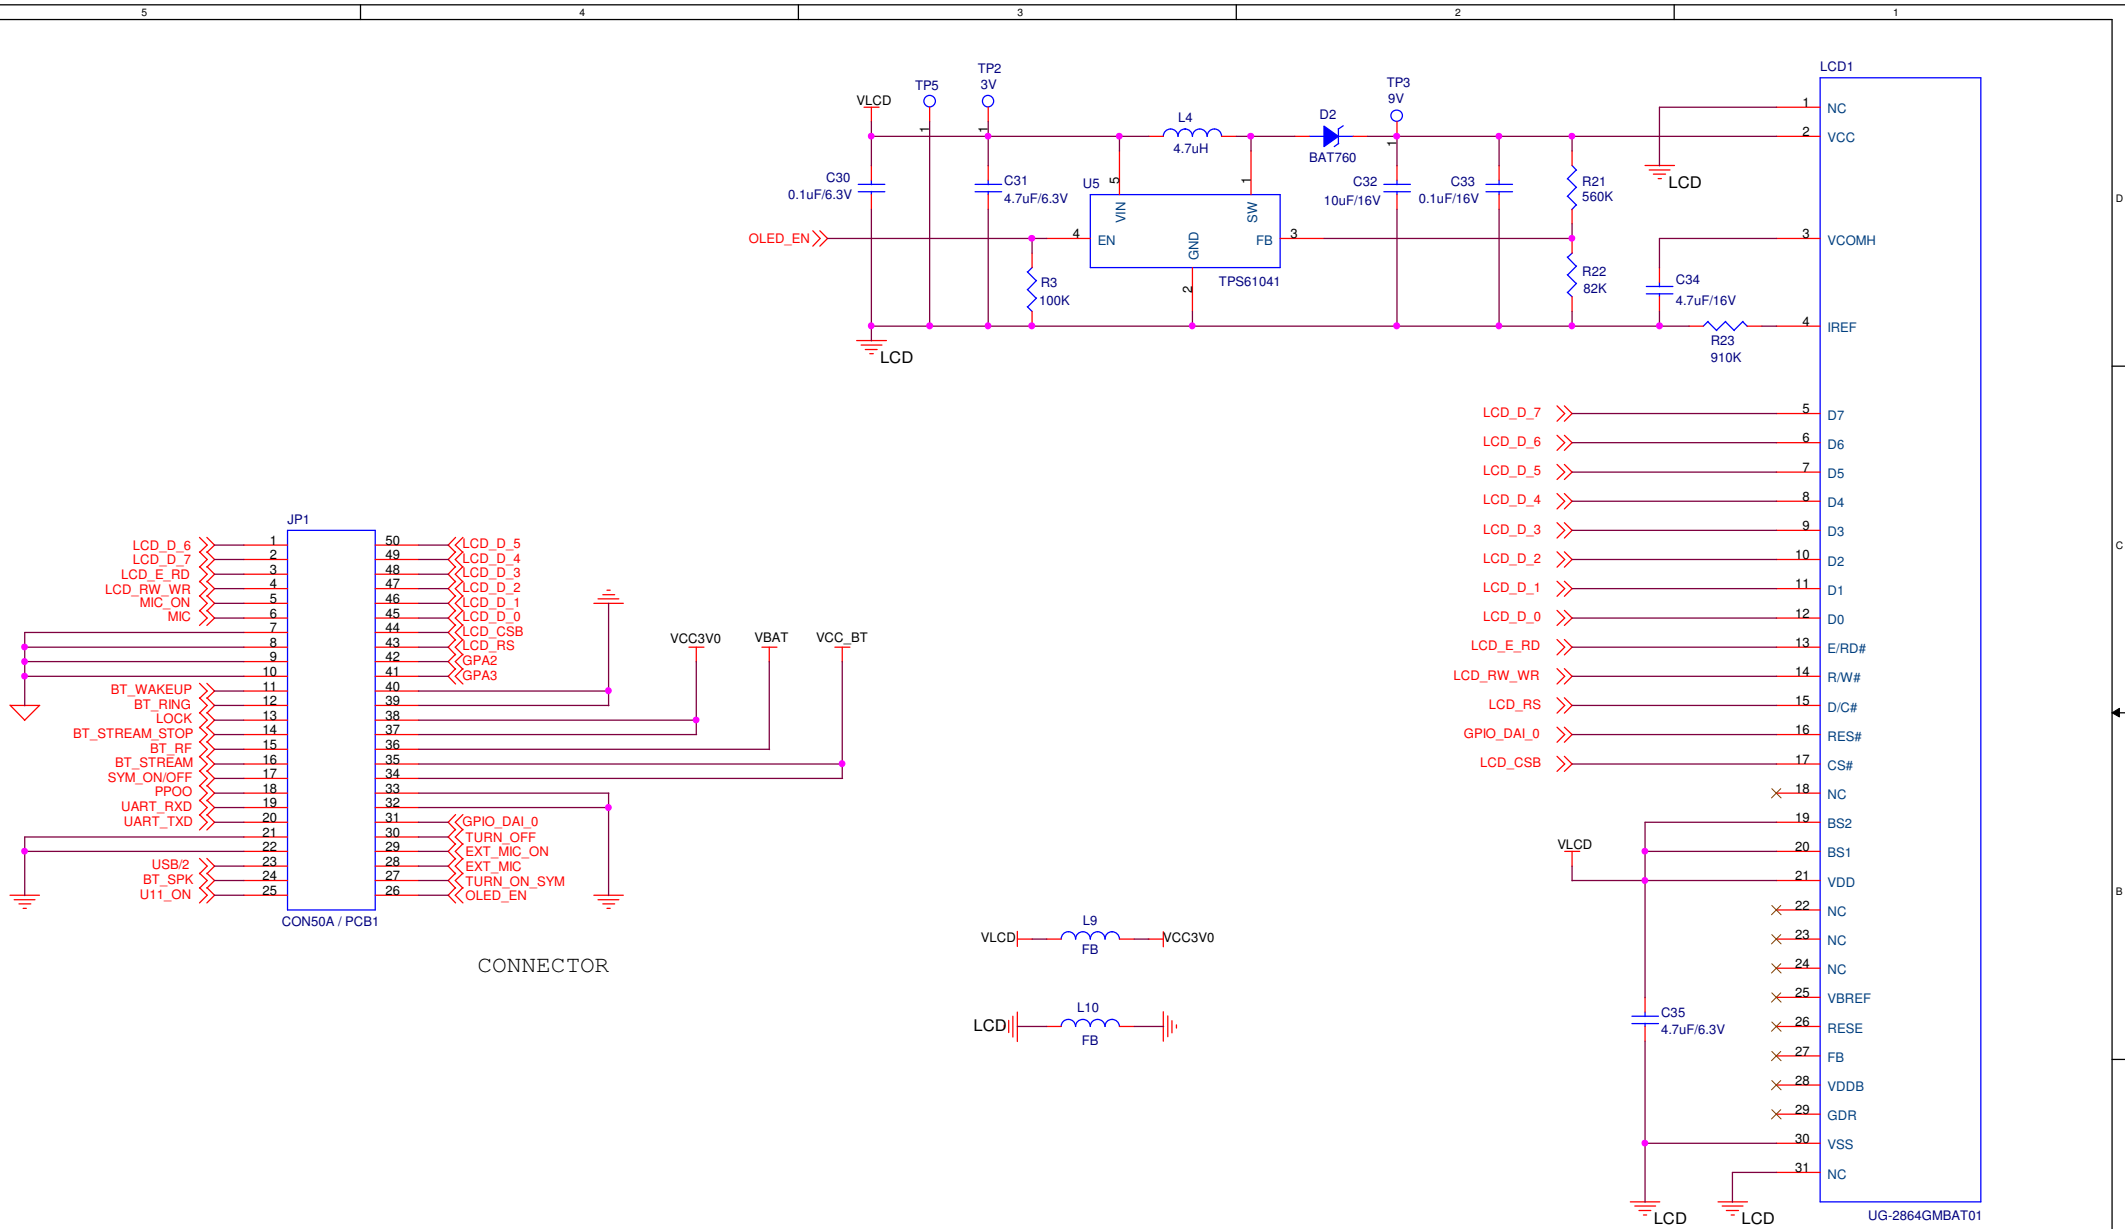 5 4 3 2 1
D
C
B
LCD1
VLCD
TP5
1
TP2
3V
1
L4
4.7uH
D2
BAT760
TP3
9V
1
C30
0.1uF/6.3V
C31
4.7uF/6.3V
U5
5
VIN
1
SW
4
EN
GND
2
FB
3
TPS61041
C32
10uF/16V
C33
0.1uF/16V
R21
560K
R22
82K
OLED_EN
R3
100K
LCD
LCD
C34
4.7uF/16V
R23
910K
1 NC
2 VCC
3 VCOMH
4 IREF
LCD_D_7 5 D7
LCD_D_6 6 D6
LCD_D_5 7 D5
LCD_D_4 8 D4
LCD_D_3 9 D3
LCD_D_2 10 D2
LCD_D_1 11 D1
LCD_D_0 12 D0
LCD_E_RD 13 E/RD#
LCD_RW_WR 14 R/W#
LCD_RS 15 D/C#
GPIO_DAI_0 16 RES#
LCD_CSB 17 CS#
18 NC
19 BS2
20 BS1
VLCD
21 VDD
22 NC
23 NC
24 NC
25 VBREF
26 RESE
27 FB
28 VDDB
29 GDR
30 VSS
31 NC
C35
4.7uF/6.3V
LCD
LCD
UG-2864GMBAT01
JP1
LCD_D_6 1 50 LCD_D_5
LCD_D_7 2 49 LCD_D_4
LCD_E_RD 3 48 LCD_D_3
LCD_RW_WR 4 47 LCD_D_2
MIC_ON 5 46 LCD_D_1
MIC 6 45 LCD_D_0
7 44 LCD_CSB
8 43 LCD_RS
9 42 GPA2
10 41 GPA3
BT_WAKEUP 11 40
BT_RING 12 39
LOCK 13 38
BT_STREAM_STOP 14 37
BT_RF 15 36
BT_STREAM 16 35
SYM_ON/OFF 17 34
PPOO 18 33
UART_RXD 19 32
UART_TXD 20 31 GPIO_DAI_0
21 30 TURN_OFF
22 29 EXT_MIC_ON
USB/2 23 28 EXT_MIC
BT_SPK 24 27 TURN_ON_SYM
U11_ON 25 26 OLED_EN
CON50A / PCB1
VCC3V0
VBAT
VCC_BT
CONNECTOR
L9
VLCD
VCC3V0
FB
L10
LCD
FB